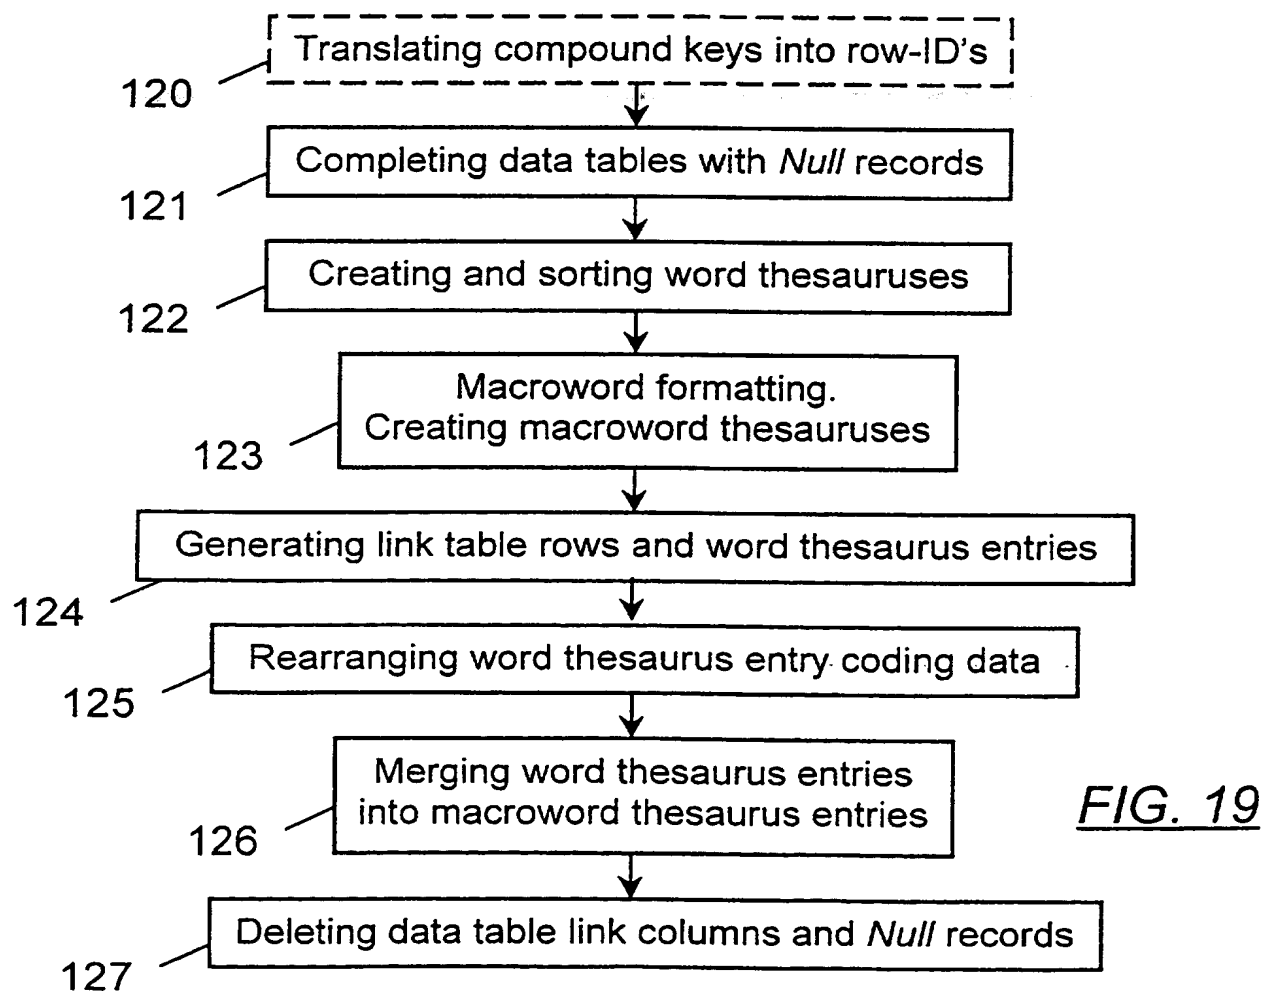 Translating compound keys into row-ID's
120
Completing data tables with Null records
121
Creating and sorting word thesauruses
122
Macroword formatting.
Creating macroword thesauruses
123
Generating link table rows and word thesaurus entries
124
Rearranging word thesaurus entry coding data
125
Merging word thesaurus entries
into macroword thesaurus entries
126
FIG. 19
Deleting data table link columns and Null records
127